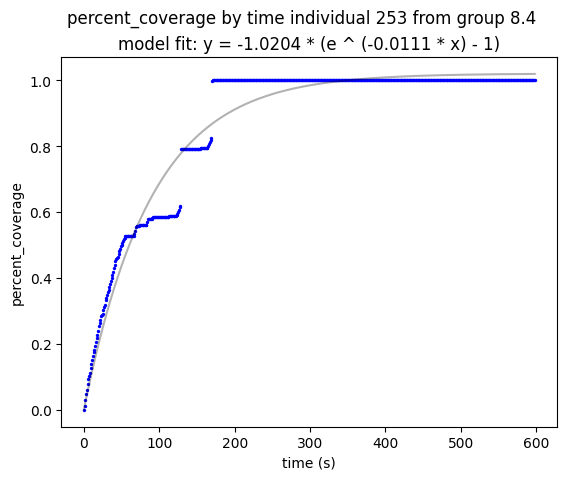 percent_coverage by time individual 253 from group 8.4
model fit: y = -1.0204 * (e ^ (-0.0111 * x) - 1)
percent_coverage
1.0
0.8
0.6
0.4
0.2
0.0
0 100 200 300 400 500 600
time (s)